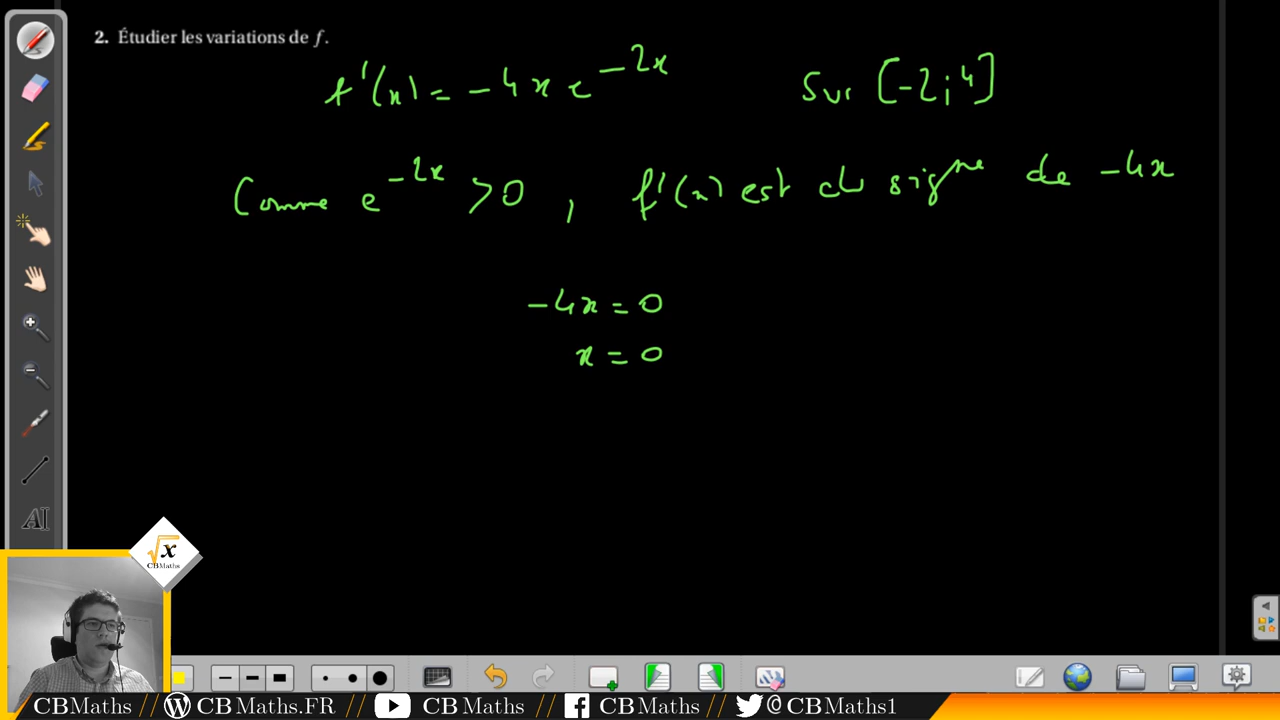 2. Étudier les variations de f.
f'(x) = -4x e^{-2x} Sur [-2;4]
Comme e^{-2x} > 0, f'(x) est du signe de -4x
-4x = 0
x = 0
AI
√x
CBMaths
CBMaths // CBMaths.FR // CBMaths // CBMaths // @CBMaths1